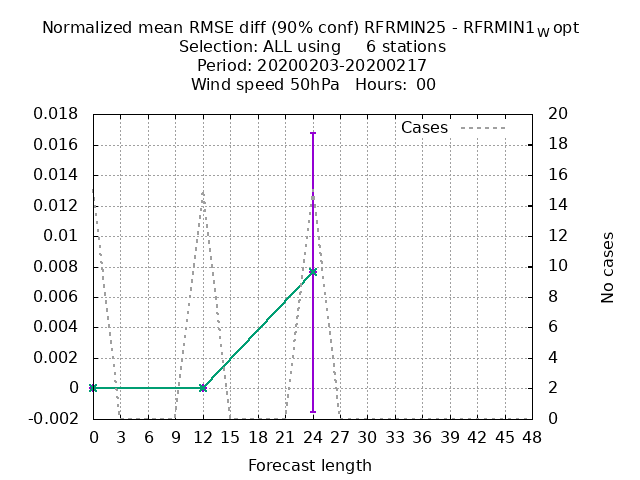 Normalized mean RMSE diff (90% conf) RFRMIN25 - RFRMIN1w opt
Selection: ALL using 6 stations
Period: 20200203-20200217
Wind speed 50hPa Hours: 00
Cases
0.018
0.016
0.014
0.012
0.01
0.008
0.006
0.004
0.002
0
-0.002
20
18
16
14
12
10
8
6
4
2
0
No cases
0 3 6 9 12 15 18 21 24 27 30 33 36 39 42 45 48
Forecast length